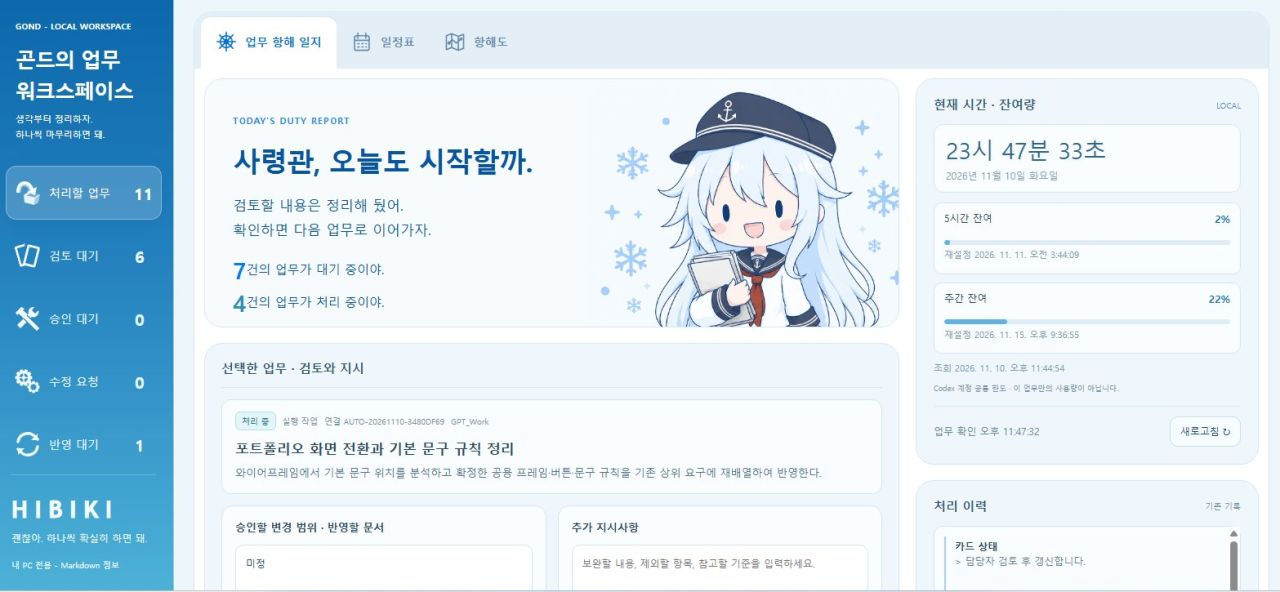 GOND - LOCAL WORKSPACE
곤드의 업무
워크스페이스
생각부터 정리하자.
하나씩 마무리하면 돼.
처리할 업무 11
검토 대기 6
승인 대기 0
수정 요청 0
반영 대기 1
HIBIKI
괜찮아. 하나씩 확실히 하면 돼.
내 PC 전용 - Markdown 정보
업무 항해 일지
일정표
항해도
TODAY'S DUTY REPORT
사령관, 오늘도 시작할까.
검토할 내용은 정리해 뒀어.
확인하면 다음 업무로 이어가자.
7건의 업무가 대기 중이야.
4건의 업무가 처리 중이야.
선택한 업무 · 검토와 지시
처리 중 실행 작업 연결 AUTO-20261110-3480DF69 GPT_Work
포트폴리오 화면 전환과 기본 문구 규칙 정리
와이어프레임에서 기본 문구 위치를 분석하고 확정한 공용 프레임·버튼·문구 규칙을 기존 상위 요구에 재배열하여 반영한다.
승인할 변경 범위 · 반영할 문서
미정
추가 지시사항
보완할 내용, 제외할 항목, 참고할 기준을 입력하세요.
현재 시간 · 잔여량 LOCAL
23시 47분 33초
2026년 11월 10일 화요일
5시간 잔여 2%
재설정 2026. 11. 11. 오전 3:44:09
주간 잔여 22%
재설정 2026. 11. 15. 오후 9:36:55
조회 2026. 11. 10. 오후 11:44:54
Codex 계정 공통 한도 · 이 업무만의 사용량이 아닙니다.
업무 확인 오후 11:47:32
새로고침 ↻
처리 이력 기존 기록
카드 상태
> 담당자 검토 후 갱신합니다.